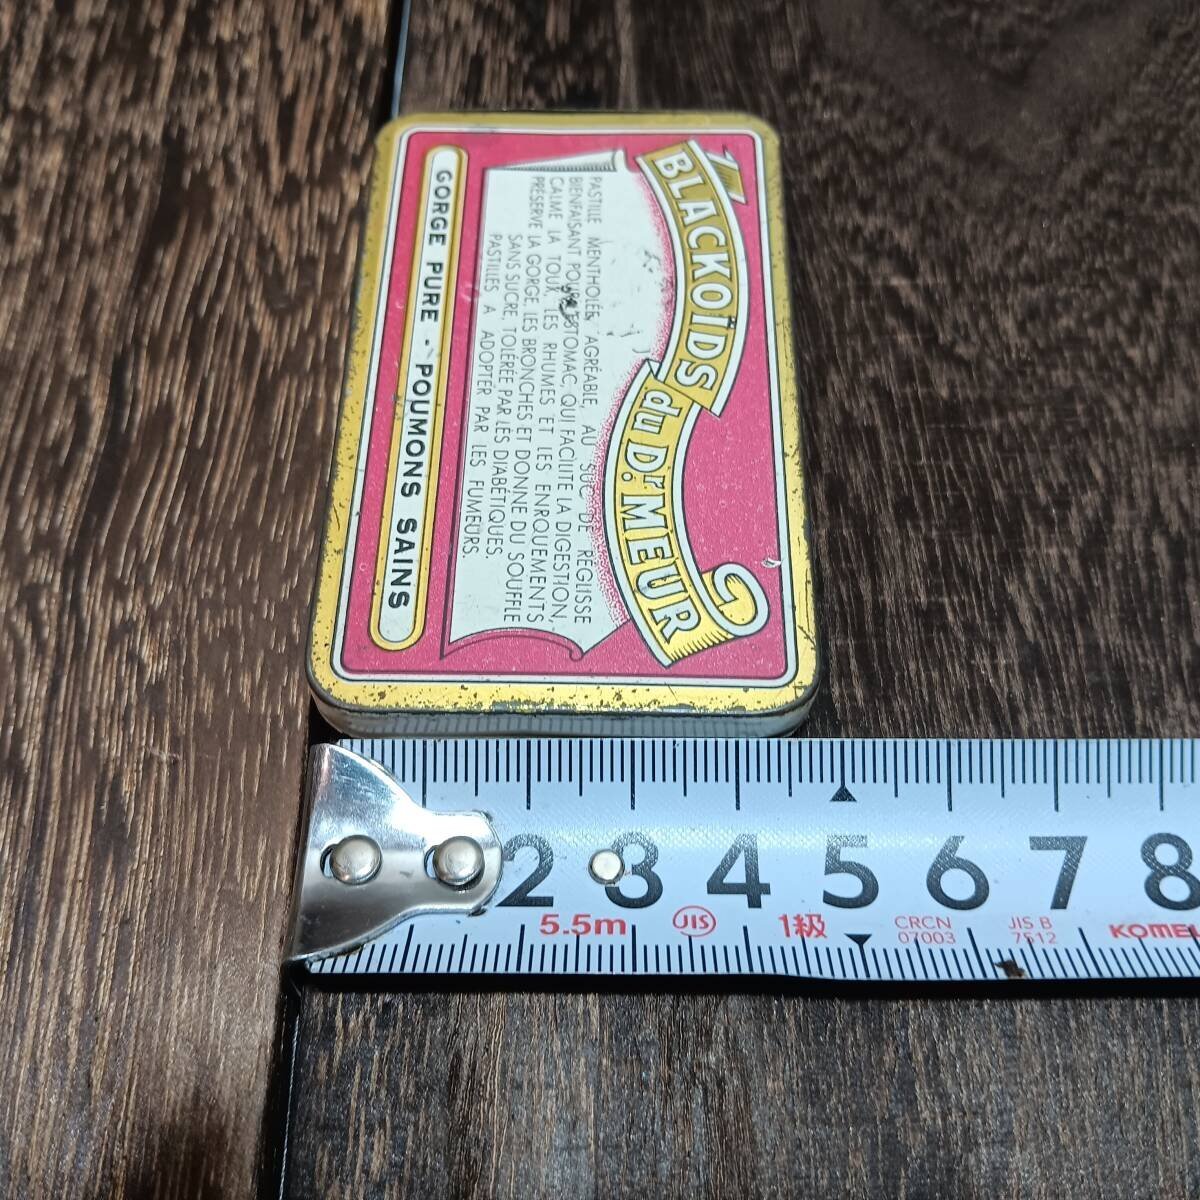 BLACKOÏDS
du Dr. MEUR
PASTILLE MENTHOLÉE, AGRÉABLE, AU SUC DE RÉGLISSE
BIENFAISANT POUR ESTOMAC, QUI FACILITE LA DIGESTION,
CALME LA TOUX, LES RHUMES ET LES ENROUEMENTS
PRÉSERVE LA GORGE, LES BRONCHES ET DONNE DU SOUFFLE
SANS SUCRE, TOLÉRÉE PAR LES DIABÉTIQUES.
PASTILLES A ADOPTER PAR LES FUMEURS.
GORGE PURE - POUMONS SAINS
2 3 4 5 6 7 8
5.5m JIS 1級 CRCN 07003 JIS B 7512 KOMEL